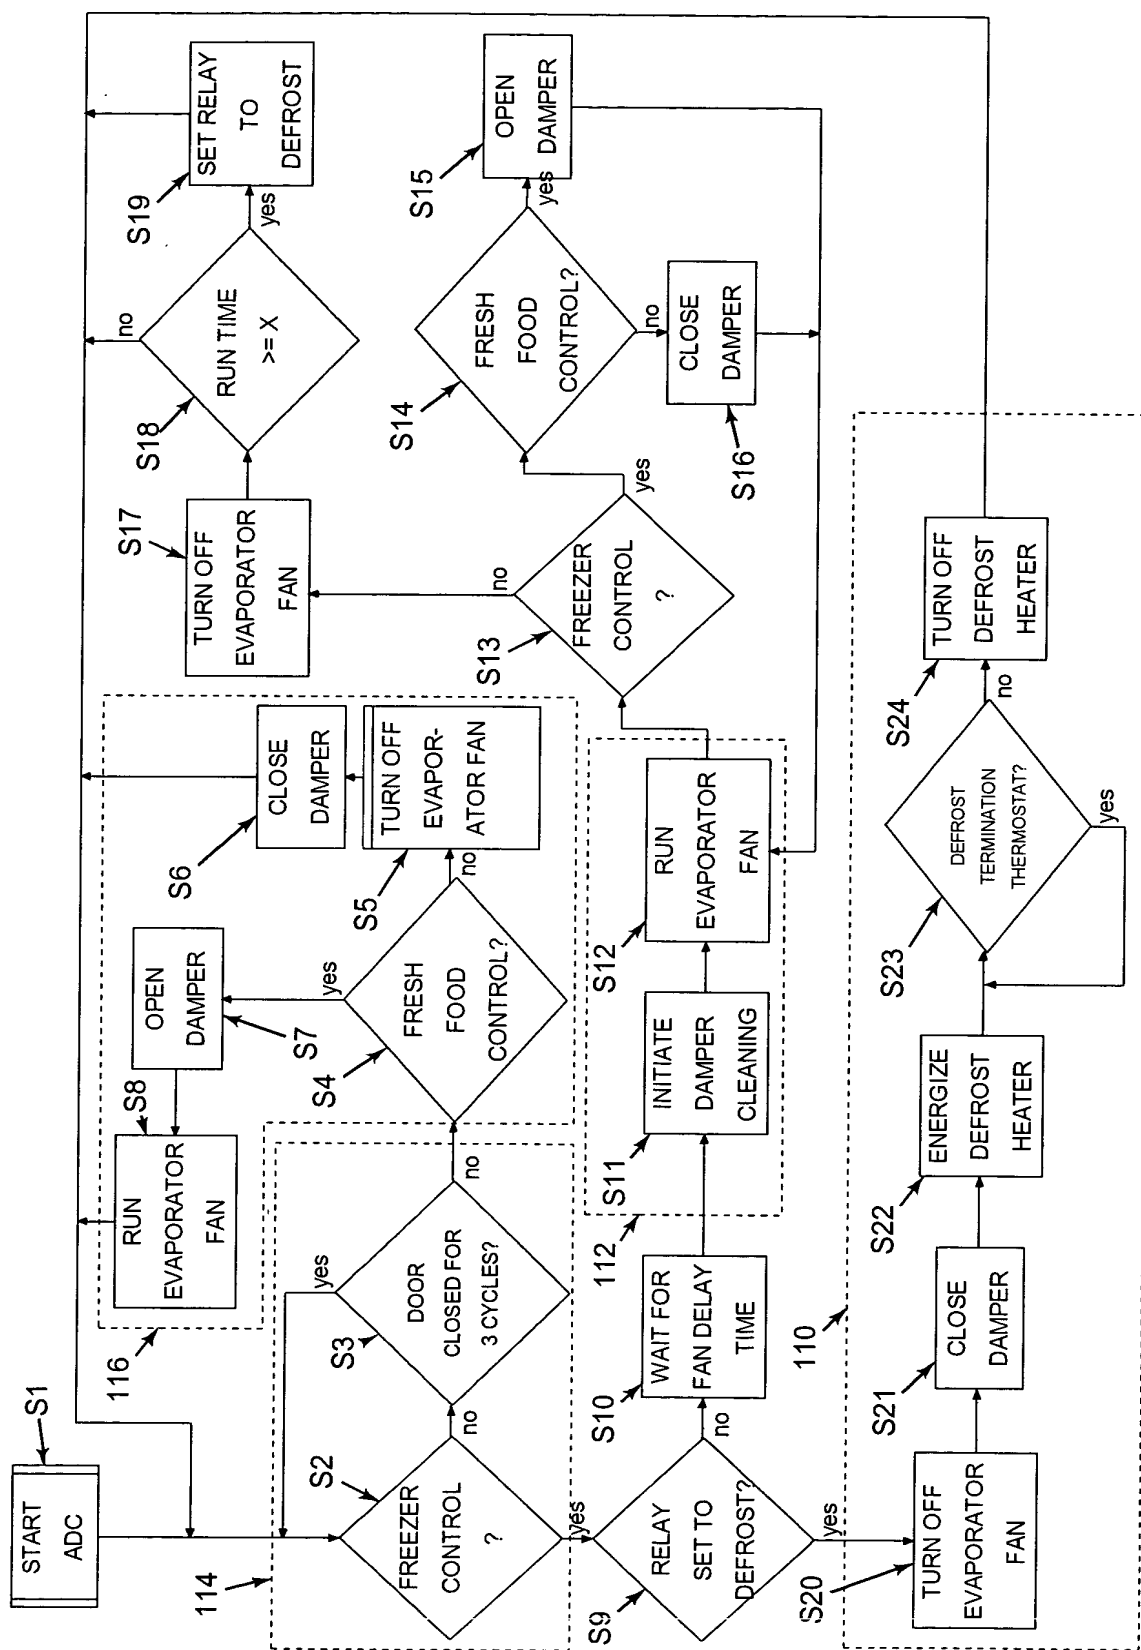 S1
START
ADC
114
S2
FREEZER
CONTROL
?
no
yes
S3
DOOR
CLOSED FOR
3 CYCLES?
yes
no
116
S4
FRESH
FOOD
CONTROL?
yes
no
S5
TURN OFF
EVAPOR-
ATOR FAN
S6
CLOSE
DAMPER
S7
OPEN
DAMPER
S8
RUN
EVAPORATOR
FAN
S9
RELAY
SET TO
DEFROST?
no
yes
S10
WAIT FOR
FAN DELAY
TIME
112
S11
INITIATE
DAMPER
CLEANING
S12
RUN
EVAPORATOR
FAN
S13
FREEZER
CONTROL
?
no
yes
S14
FRESH
FOOD
CONTROL?
yes
no
S15
OPEN
DAMPER
S16
CLOSE
DAMPER
S17
TURN OFF
EVAPORATOR
FAN
S18
RUN TIME
>= X
no
yes
S19
SET RELAY
TO
DEFROST
110
S20
TURN OFF
EVAPORATOR
FAN
S21
CLOSE
DAMPER
S22
ENERGIZE
DEFROST
HEATER
S23
DEFROST
TERMINATION
THERMOSTAT?
yes
no
S24
TURN OFF
DEFROST
HEATER